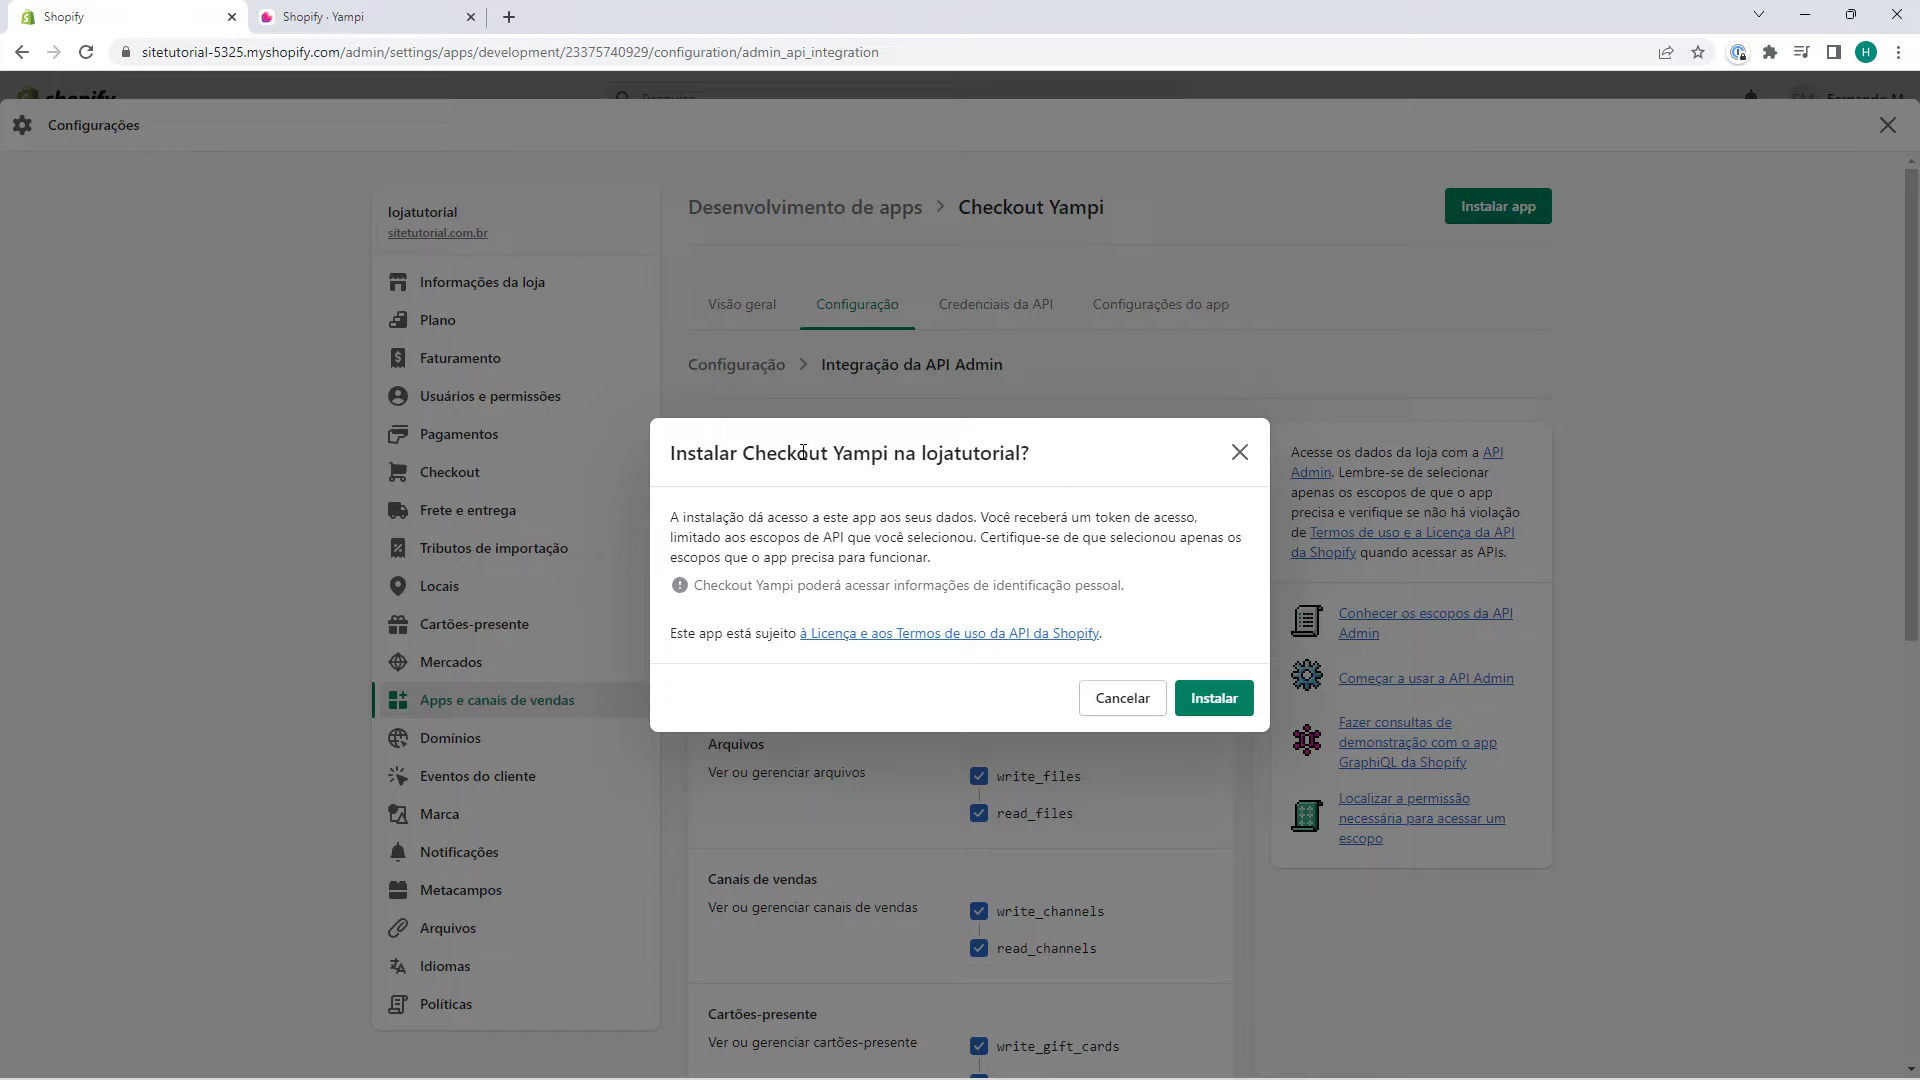 Shopify
Shopify · Yampi
sitetutorial-5325.myshopify.com/admin/settings/apps/development/23375740929/configuration/admin_api_integration
H
shopify
Pesquisa
Fernando M
Configurações
lojatutorial
sitetutorial.com.br
Informações da loja
Plano
Faturamento
Usuários e permissões
Pagamentos
Checkout
Frete e entrega
Tributos de importação
Locais
Cartões-presente
Mercados
Apps e canais de vendas
Domínios
Eventos do cliente
Marca
Notificações
Metacampos
Arquivos
Idiomas
Políticas
Desenvolvimento de apps > Checkout Yampi
Instalar app
Visão geral
Configuração
Credenciais da API
Configurações do app
Configuração > Integração da API Admin
Instalar Checkout Yampi na lojatutorial?
A instalação dá acesso a este app aos seus dados. Você receberá um token de acesso,
limitado aos escopos de API que você selecionou. Certifique-se de que selecionou apenas os
escopos que o app precisa para funcionar.
Checkout Yampi poderá acessar informações de identificação pessoal.
Este app está sujeito à Licença e aos Termos de uso da API da Shopify.
Cancelar
Instalar
Arquivos
Ver ou gerenciar arquivos
write_files
read_files
Canais de vendas
Ver ou gerenciar canais de vendas
write_channels
read_channels
Cartões-presente
Ver ou gerenciar cartões-presente
write_gift_cards
Acesse os dados da loja com a API
Admin. Lembre-se de selecionar
apenas os escopos de que o app
precisa e verifique se não há violação
de Termos de uso e a Licença da API
da Shopify quando acessar as APIs.
Conhecer os escopos da API
Admin
Começar a usar a API Admin
Fazer consultas de
demonstração com o app
GraphiQL da Shopify
Localizar a permissão
necessária para acessar um
escopo